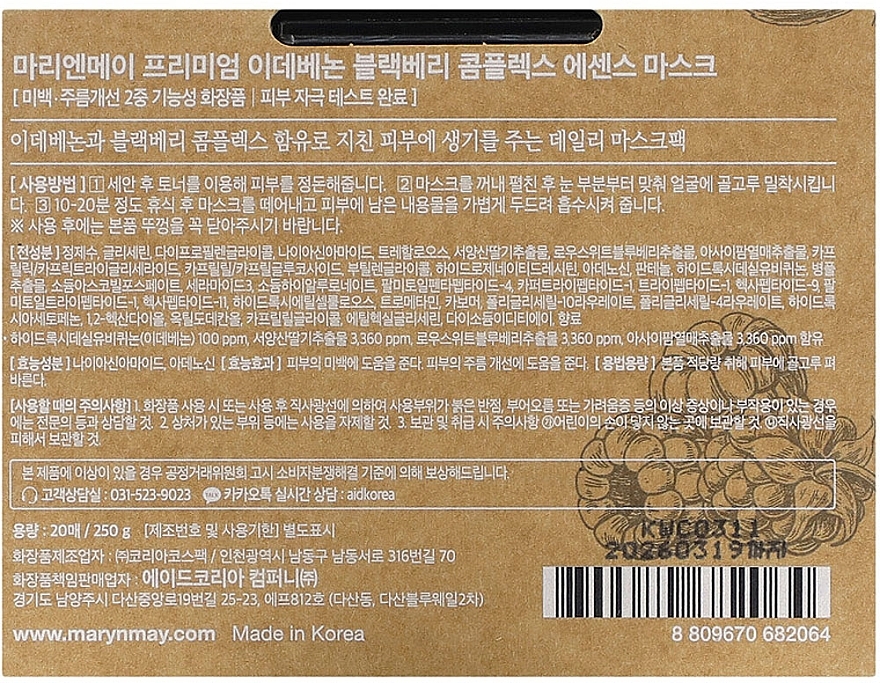 마리엔메이 프리미엄 이데베논 블랙베리 콤플렉스 에센스 마스크
[ 미백·주름개선 2중 기능성 화장품 | 피부 자극 테스트 완료 ]
이데베논과 블랙베리 콤플렉스 함유로 지친 피부에 생기를 주는 데일리 마스크팩
[ 사용방법 ] 1 세안 후 토너를 이용해 피부를 정돈해줍니다. 2 마스크를 꺼내 펼친 후 눈 부분부터 맞춰 얼굴에 골고루 밀착시킵니
다. 3 10-20분 정도 휴식 후 마스크를 떼어내고 피부에 남은 내용물을 가볍게 두드려 흡수시켜 줍니다.
※ 사용 후에는 본품 뚜껑을 꼭 닫아주시기 바랍니다.
[전성분] 정제수, 글리세린, 다이프로필렌글라이콜, 나이아신아마이드, 트레할로오스, 서양산딸기추출물, 로우스위트블루베리추출물, 아사이팜열매추출물, 카프
릴릭/카프릭트라이글리세라이드, 카프릴릴/카프릴글루코사이드, 부틸렌글라이콜, 하이드로제네이티드레시틴, 아데노신, 판테놀, 하이드록시데실유비퀴논, 병풀
추출물, 소듐아스코빌포스페이트, 세라마이드3, 소듐하이알루로네이트, 팔미토일펜타펩타이드-4, 카퍼트라이펩타이드-1, 트라이펩타이드-1, 헥사펩타이드-9, 팔
미토일트라이펩타이드-1, 헥사펩타이드-11, 하이드록시에틸셀룰로오스, 트로메타민, 카보머, 폴리글리세릴-10라우레이트, 폴리글리세릴-4라우레이트, 하이드록
시아세토페논, 1,2-헥산다이올, 옥틸도데칸올, 카프릴릴글라이콜, 에틸헥실글리세린, 다이소듐이디티에이, 향료
·하이드록시데실유비퀴논(이데베논) 100 ppm, 서양산딸기추출물 3,360 ppm, 로우스위트블루베리추출물 3,360 ppm, 아사이팜열매추출물 3,360 ppm 함유
[효능성분] 나이아신아마이드, 아데노신 [효능효과] 피부의 미백에 도움을 준다. 피부의 주름 개선에 도움을 준다. [용법용량] 본품 적당량 취해 피부에 골고루 펴
바른다.
[사용할 때의 주의사항] 1. 화장품 사용 시 또는 사용 후 직사광선에 의하여 사용부위가 붉은 반점, 부어오름 또는 가려움증 등의 이상 증상이나 부작용이 있는 경우
에는 전문의 등과 상담할 것. 2. 상처가 있는 부위 등에는 사용을 자제할 것. 3. 보관 및 취급 시 주의사항 ㉮어린이의 손이 닿지 않는 곳에 보관할 것 ㉯직사광선을
피해서 보관할 것.
본 제품에 이상이 있을 경우 공정거래위원회 고시 소비자분쟁해결 기준에 의해 보상해드립니다.
고객상담실 : 031-523-9023 TALK 카카오톡 실시간 상담 : aidkorea
용량 : 20매 / 250 g [제조번호 및 사용기한] 별도표시
KWC0311
20260319까지
화장품제조업자 : ㈜코리아코스팩 / 인천광역시 남동구 남동서로 316번길 70
화장품책임판매업자 : 에이드코리아 컴퍼니㈜
경기도 남양주시 다산중앙로19번길 25-23, 에프812호 (다산동, 다산블루웨일2차)
www.marynmay.com Made in Korea
8 809670 682064